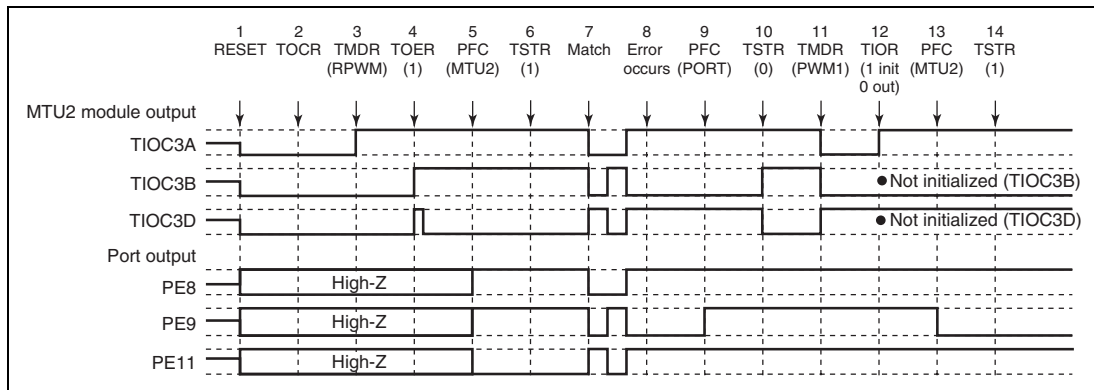 1 2 3 4 5 6 7 8 9 10 11 12 13 14
RESET TOCR TMDR TOER PFC TSTR Match Error PFC TSTR TMDR TIOR PFC TSTR
(RPWM) (1) (MTU2) (1) occurs (PORT) (0) (PWM1) (1 init (MTU2) (1)
0 out)
MTU2 module output
TIOC3A
TIOC3B
● Not initialized (TIOC3B)
TIOC3D
● Not initialized (TIOC3D)
Port output
PE8 High-Z
PE9 High-Z
PE11 High-Z